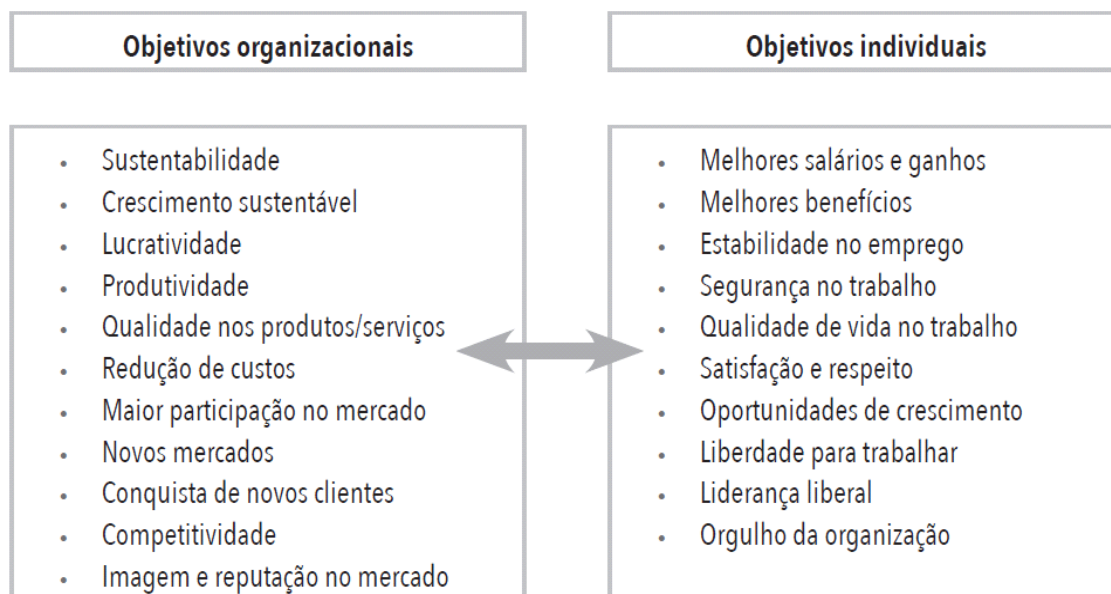 Objetivos organizacionais
Objetivos individuais
• Sustentabilidade
• Crescimento sustentável
• Lucratividade
• Produtividade
• Qualidade nos produtos/serviços
• Redução de custos
• Maior participação no mercado
• Novos mercados
• Conquista de novos clientes
• Competitividade
• Imagem e reputação no mercado
• Melhores salários e ganhos
• Melhores benefícios
• Estabilidade no emprego
• Segurança no trabalho
• Qualidade de vida no trabalho
• Satisfação e respeito
• Oportunidades de crescimento
• Liberdade para trabalhar
• Liderança liberal
• Orgulho da organização